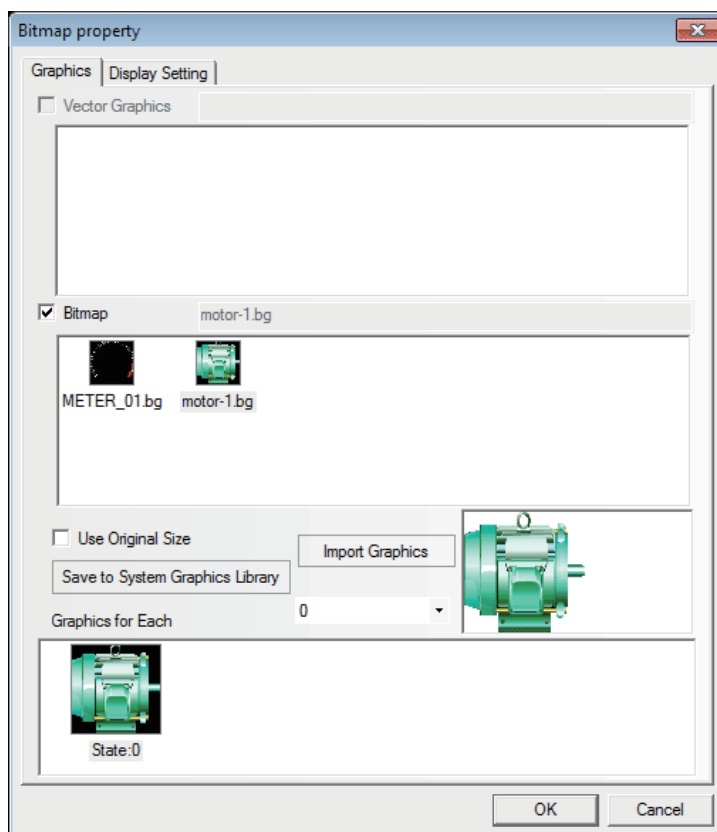 Bitmap property
Graphics
Display Setting
Vector Graphics
Bitmap
motor-1.bg
METER_01.bg
motor-1.bg
Use Original Size
Import Graphics
Save to System Graphics Library
Graphics for Each
0
State:0
OK
Cancel